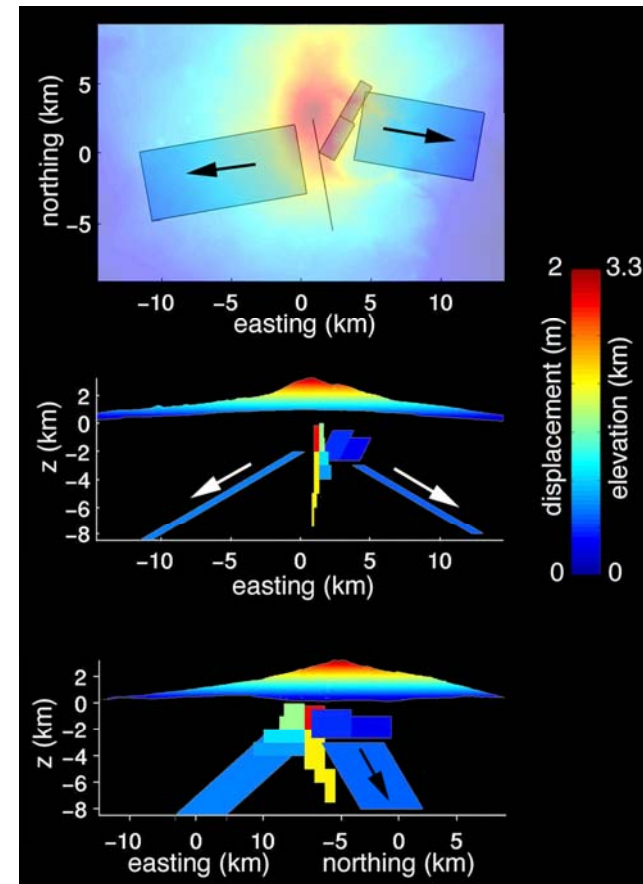 5
0
−5
northing (km)
−10 −5 0 5 10
easting (km)
2 3.3
displacement (m)
elevation (km)
0 0
2
0
−2
−4
−6
−8
z (km)
−10 −5 0 5 10
easting (km)
2
0
−2
−4
−6
−8
z (km)
−10 0 10 −5 0 5
easting (km) northing (km)